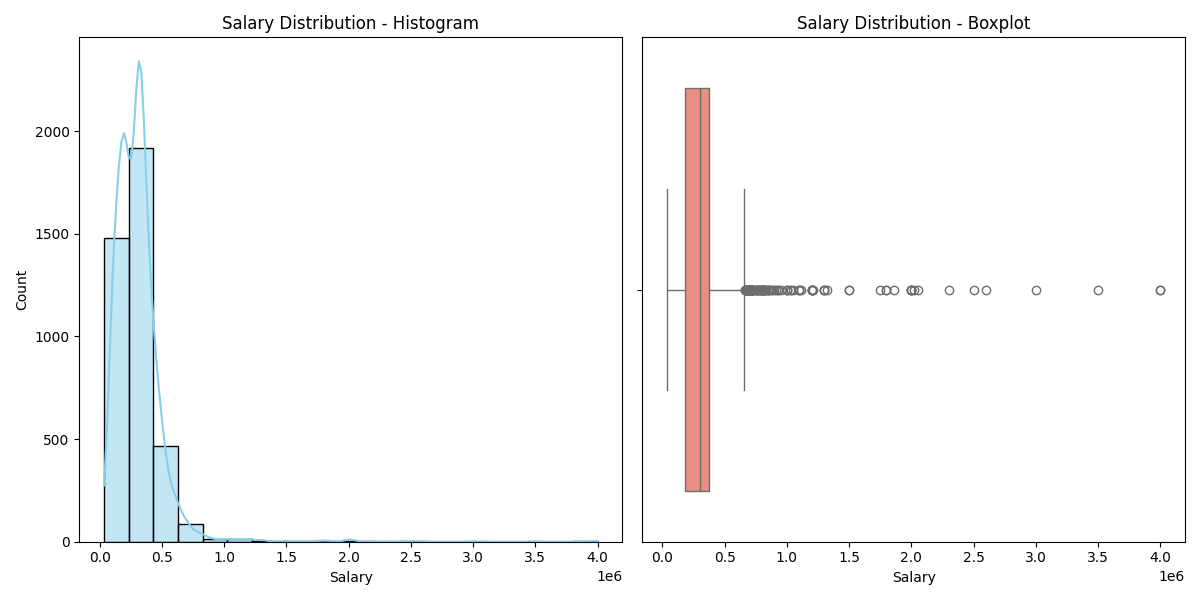 Salary Distribution - Histogram
Count
2000
1500
1000
500
0
0.0 0.5 1.0 1.5 2.0 2.5 3.0 3.5 4.0
1e6
Salary
Salary Distribution - Boxplot
0.0 0.5 1.0 1.5 2.0 2.5 3.0 3.5 4.0
1e6
Salary